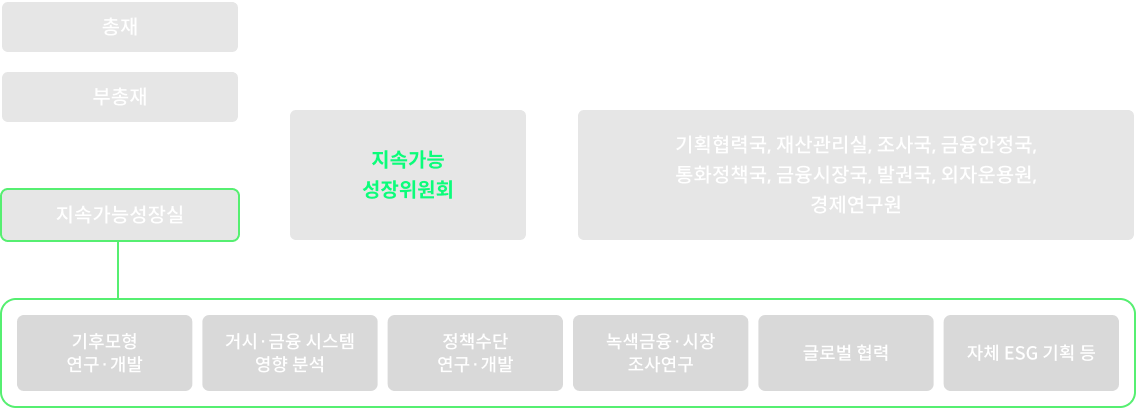 총재
부총재
지속가능
성장위원회
기획협력국, 재산관리실, 조사국, 금융안정국,
통화정책국, 금융시장국, 발권국, 외자운용원,
경제연구원
지속가능성장실
기후모형
연구·개발
거시·금융 시스템
영향 분석
정책수단
연구·개발
녹색금융·시장
조사연구
글로벌 협력
자체 ESG 기획 등